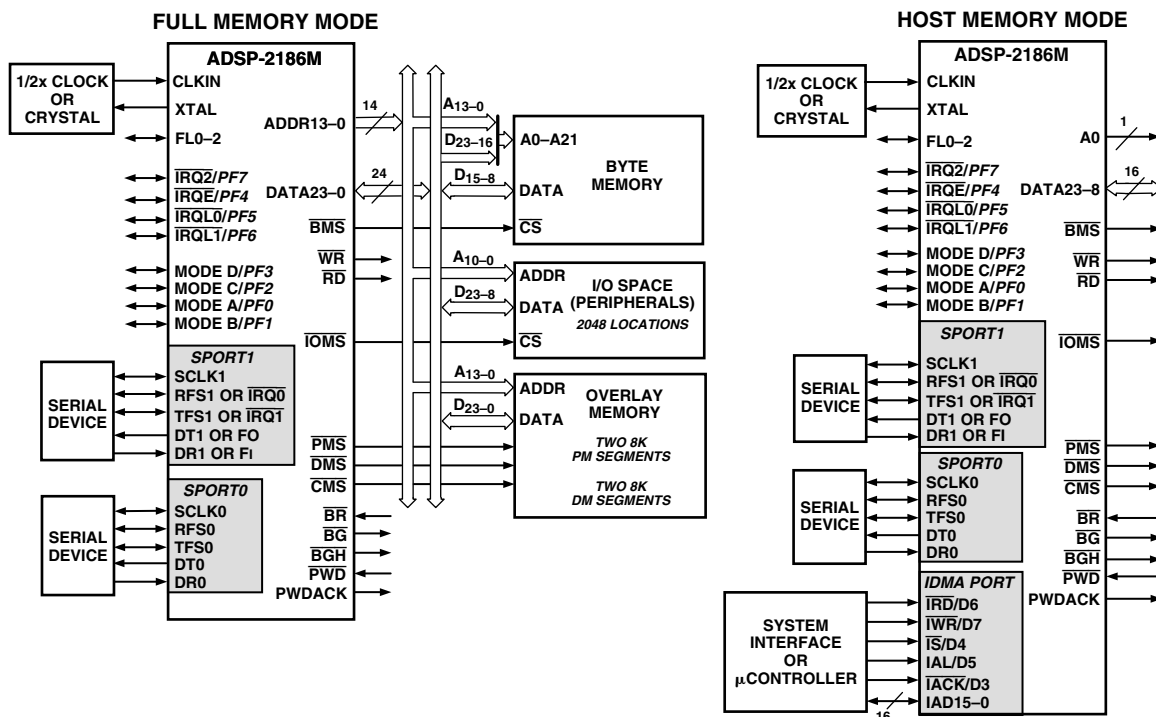 FULL MEMORY MODE
ADSP-2186M
1/2x CLOCK
OR
CRYSTAL
CLKIN
XTAL
FL0–2
IRQ2/PF7
IRQE/PF4
IRQL0/PF5
IRQL1/PF6
MODE D/PF3
MODE C/PF2
MODE A/PF0
MODE B/PF1
SERIAL
DEVICE
SPORT1
SCLK1
RFS1 OR IRQ0
TFS1 OR IRQ1
DT1 OR FO
DR1 OR FI
SERIAL
DEVICE
SPORT0
SCLK0
RFS0
TFS0
DT0
DR0
ADDR13–0
14
DATA23–0
24
BMS
WR
RD
IOMS
PMS
DMS
CMS
BR
BG
BGH
PWD
PWDACK
A13–0
D23–16
D15–8
A0–A21
BYTE
MEMORY
DATA
CS
A10–0
D23–8
ADDR
I/O SPACE
(PERIPHERALS)
DATA
2048 LOCATIONS
CS
A13–0
D23–0
ADDR
OVERLAY
MEMORY
DATA
TWO 8K
PM SEGMENTS
TWO 8K
DM SEGMENTS
HOST MEMORY MODE
ADSP-2186M
1/2x CLOCK
OR
CRYSTAL
CLKIN
XTAL
FL0–2
IRQ2/PF7
IRQE/PF4
IRQL0/PF5
IRQL1/PF6
MODE D/PF3
MODE C/PF2
MODE A/PF0
MODE B/PF1
SERIAL
DEVICE
SPORT1
SCLK1
RFS1 OR IRQ0
TFS1 OR IRQ1
DT1 OR FO
DR1 OR FI
SERIAL
DEVICE
SPORT0
SCLK0
RFS0
TFS0
DT0
DR0
SYSTEM
INTERFACE
OR
µCONTROLLER
IDMA PORT
IRD/D6
IWR/D7
IS/D4
IAL/D5
IACK/D3
IAD15–0
16
1
A0
16
DATA23–8
BMS
WR
RD
IOMS
PMS
DMS
CMS
BR
BG
BGH
PWD
PWDACK